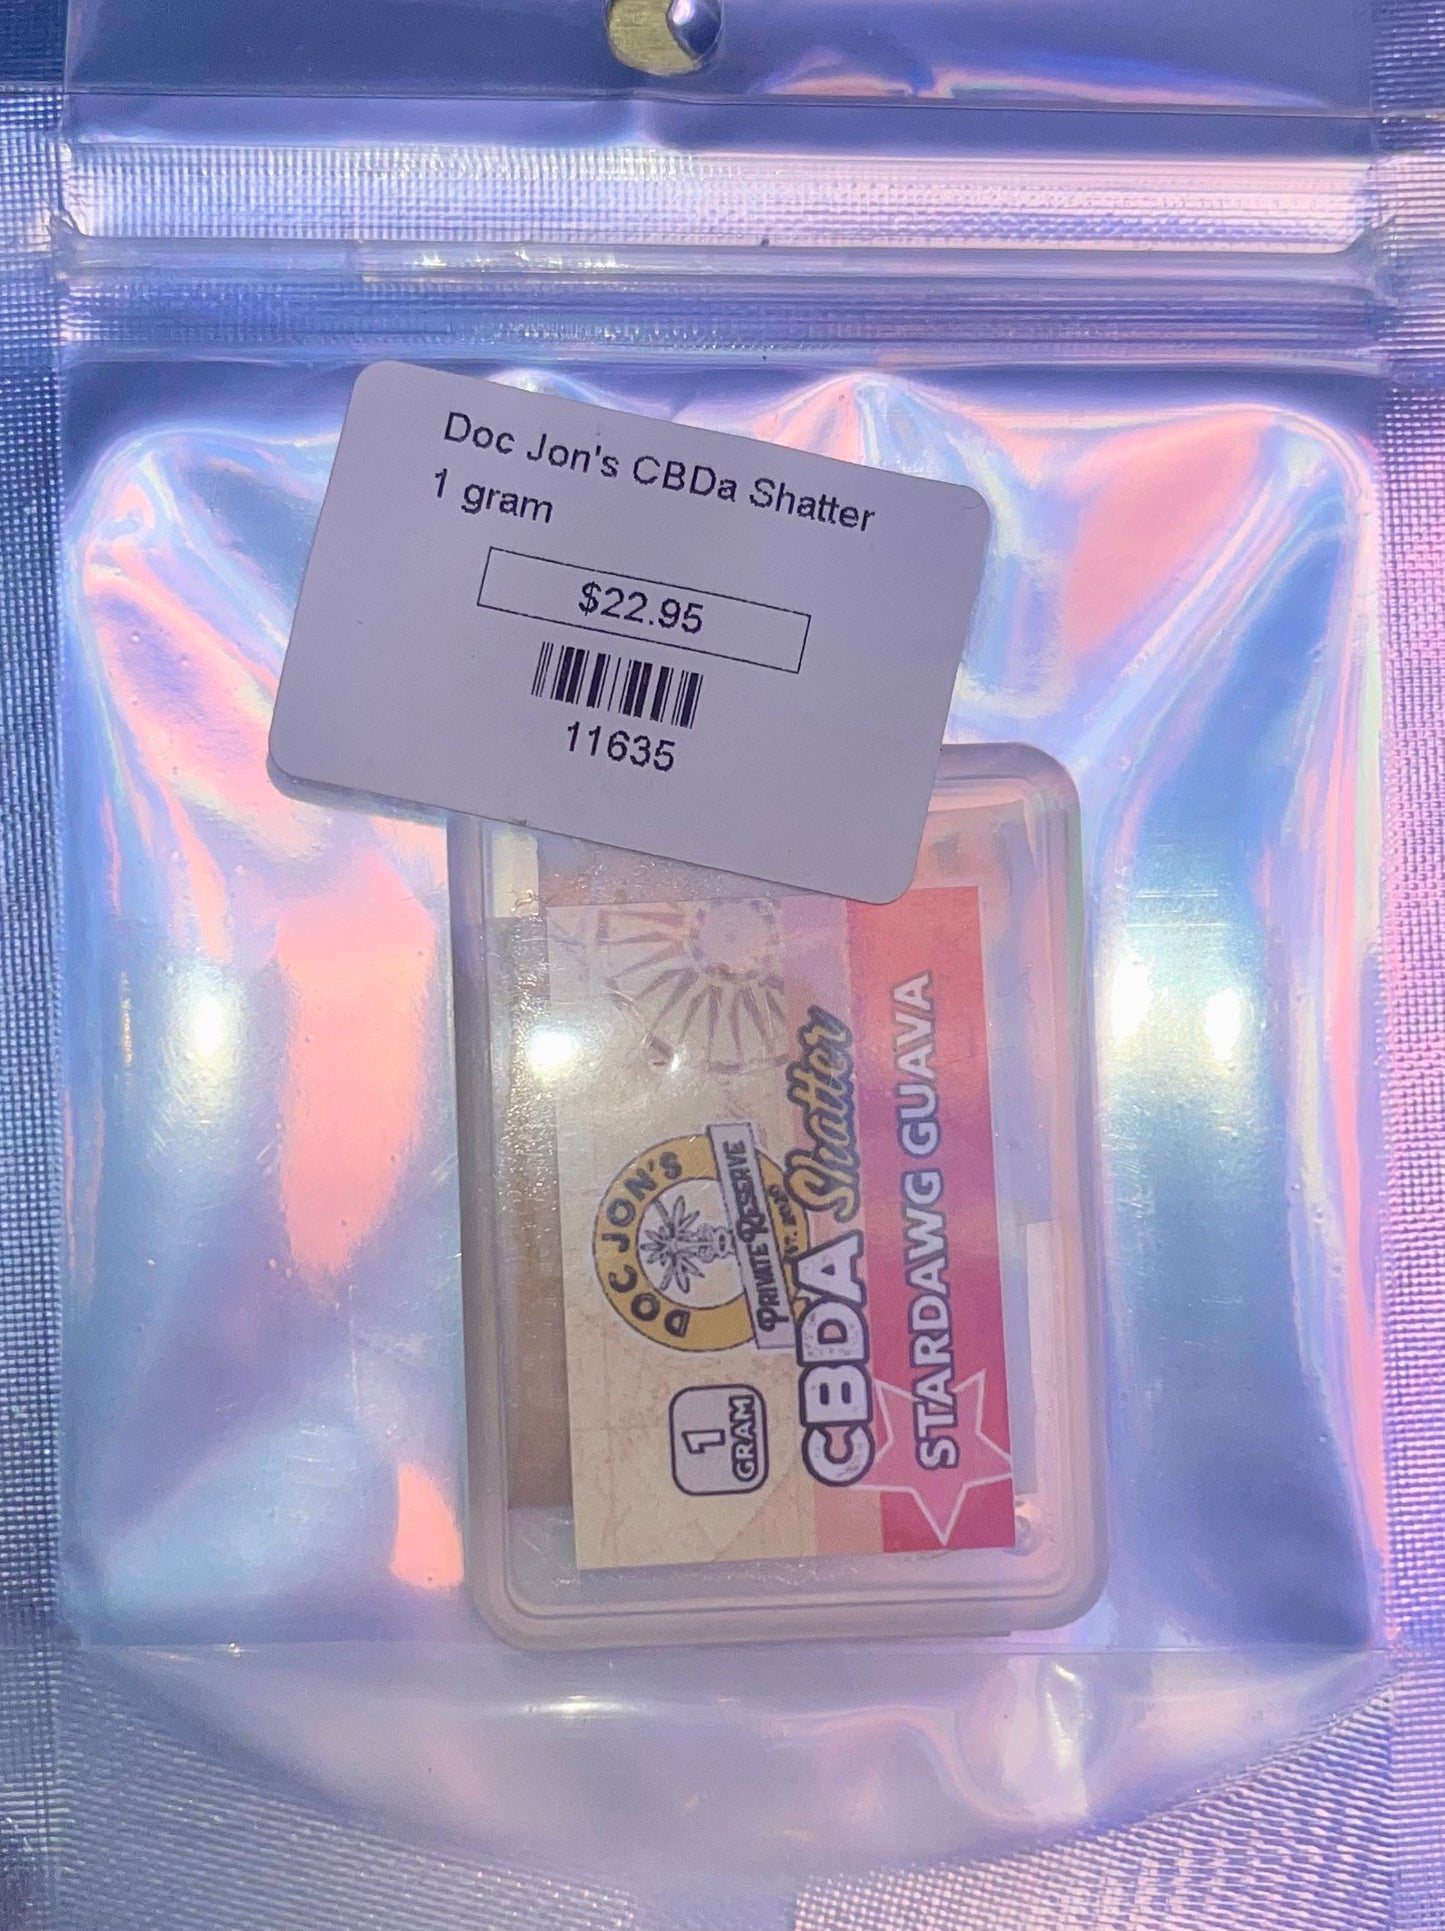 Doc Jon's CBDa Shatter
1 gram
$22.95
11635
DOC JON'S
PRIVATE RESERVE
1
GRAM
CBDA Shatter
STARDAWG GUAVA